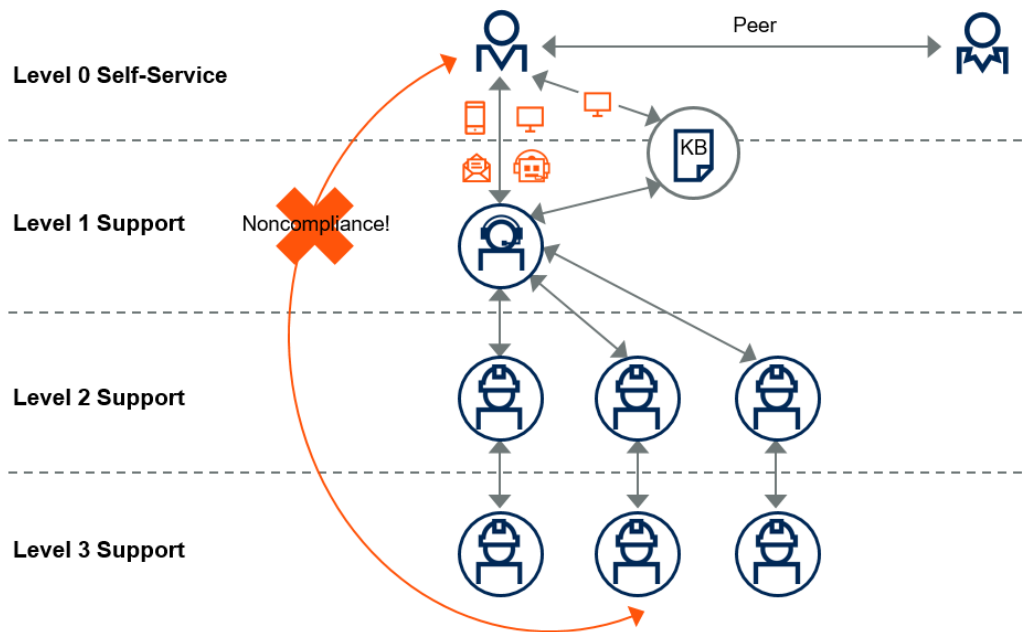 Peer
Level 0 Self-Service
KB
Level 1 Support
Noncompliance!
Level 2 Support
Level 3 Support